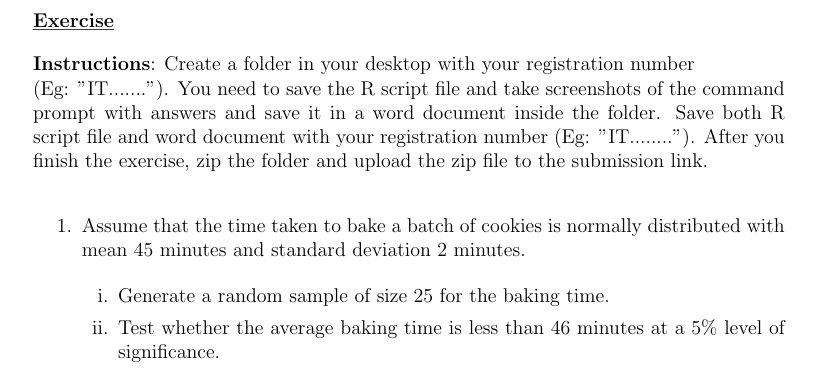 Exercise
Instructions: Create a folder in your desktop with your registration number
(Eg: ”IT.......”). You need to save the R script file and take screenshots of the command
prompt with answers and save it in a word document inside the folder. Save both R
script file and word document with your registration number (Eg: ”IT........”). After you
finish the exercise, zip the folder and upload the zip file to the submission link.
1. Assume that the time taken to bake a batch of cookies is normally distributed with
mean 45 minutes and standard deviation 2 minutes.
i. Generate a random sample of size 25 for the baking time.
ii. Test whether the average baking time is less than 46 minutes at a 5% level of
significance.